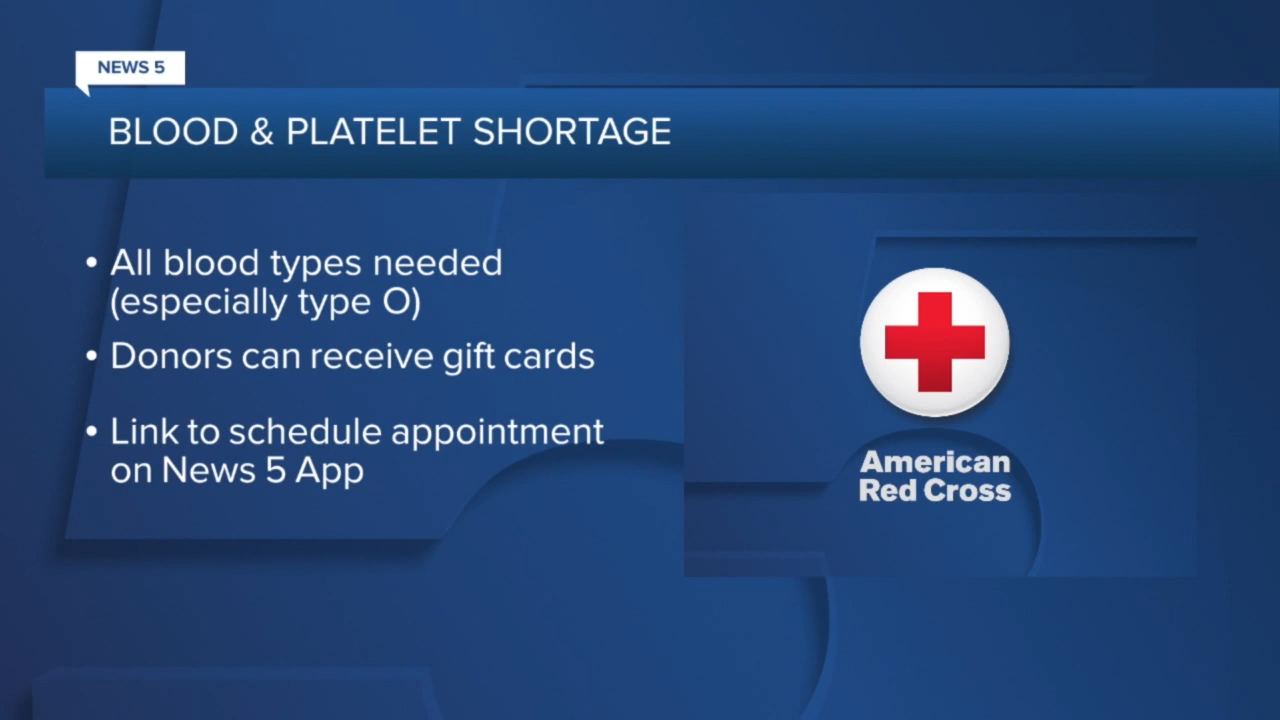 NEWS 5
BLOOD & PLATELET SHORTAGE
• All blood types needed
(especially type O)
• Donors can receive gift cards
• Link to schedule appointment
on News 5 App
American
Red Cross